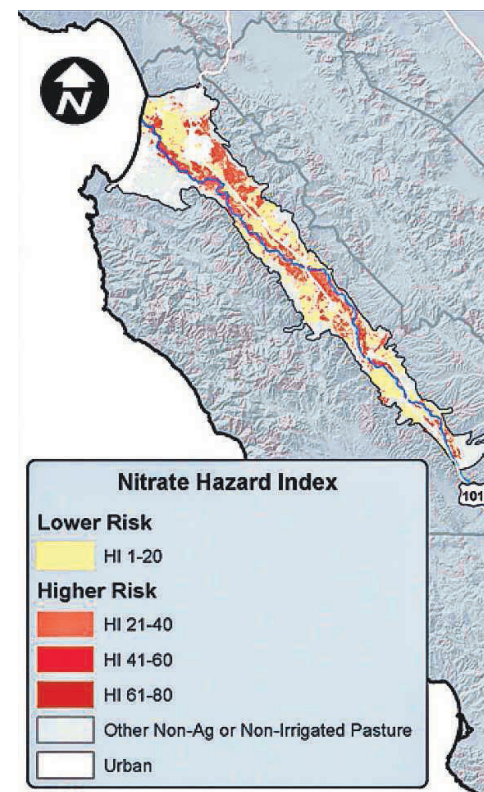 N
101
Nitrate Hazard Index
Lower Risk
HI 1-20
Higher Risk
HI 21-40
HI 41-60
HI 61-80
Other Non-Ag or Non-Irrigated Pasture
Urban